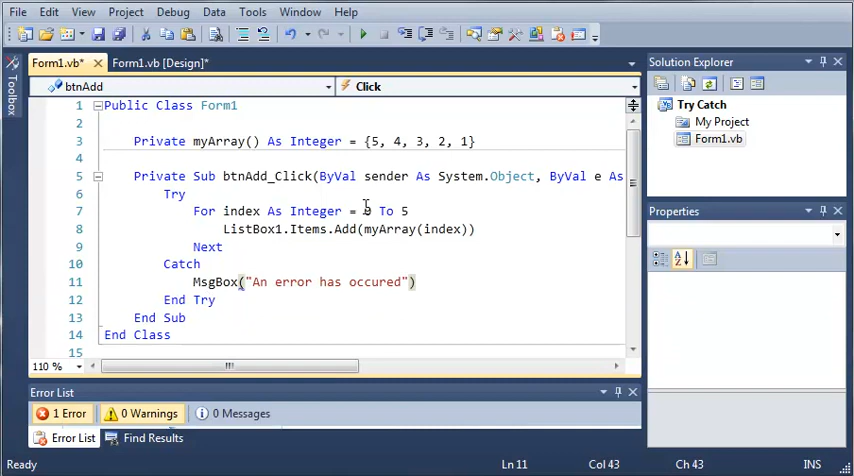 File Edit View Project Debug Data Tools Window Help
Form1.vb* Form1.vb [Design]* Solution Explorer
btnAdd Click
Toolbox
1 Public Class Form1
2
3 Private myArray() As Integer = {5, 4, 3, 2, 1}
4
5 Private Sub btnAdd_Click(ByVal sender As System.Object, ByVal e As
6 Try
7 For index As Integer = 0 To 5
8 ListBox1.Items.Add(myArray(index))
9 Next
10 Catch
11 MsgBox("An error has occured")
12 End Try
13 End Sub
14 End Class
15
110 %
Try Catch
My Project
Form1.vb
Properties
Error List
1 Error 0 Warnings 0 Messages
Error List Find Results
Ln 11 Col 43 Ch 43 INS